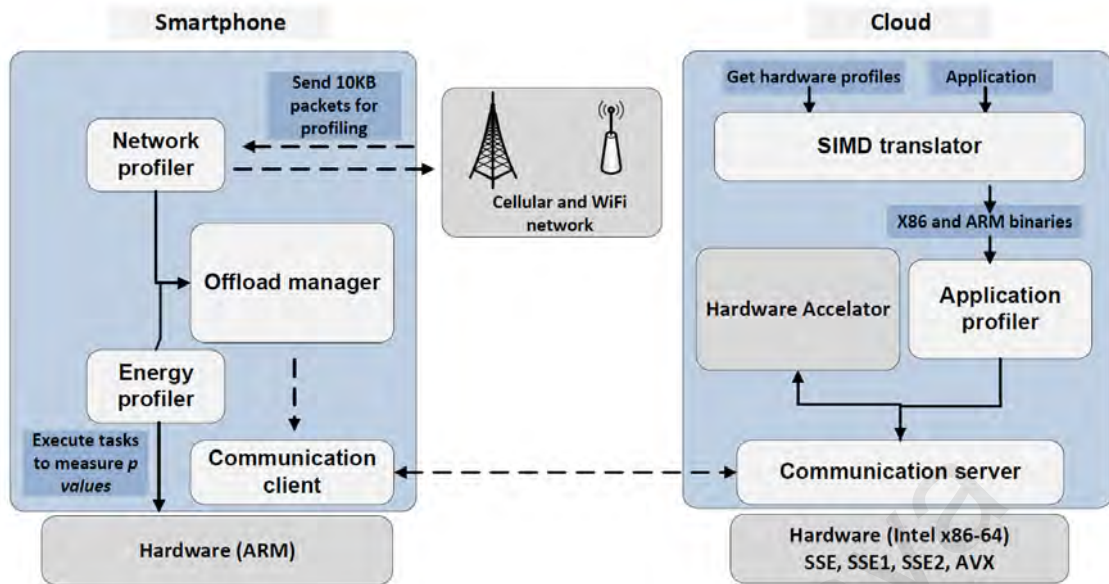 Smartphone
Send 10KB
packets for
profiling
Network
profiler
Offload manager
Energy
profiler
Execute tasks
to measure p
values
Communication
client
Hardware (ARM)
Cellular and WiFi
network
Cloud
Get hardware profiles
Application
SIMD translator
X86 and ARM binaries
Hardware Accelator
Application
profiler
Communication server
Hardware (Intel x86-64)
SSE, SSE1, SSE2, AVX